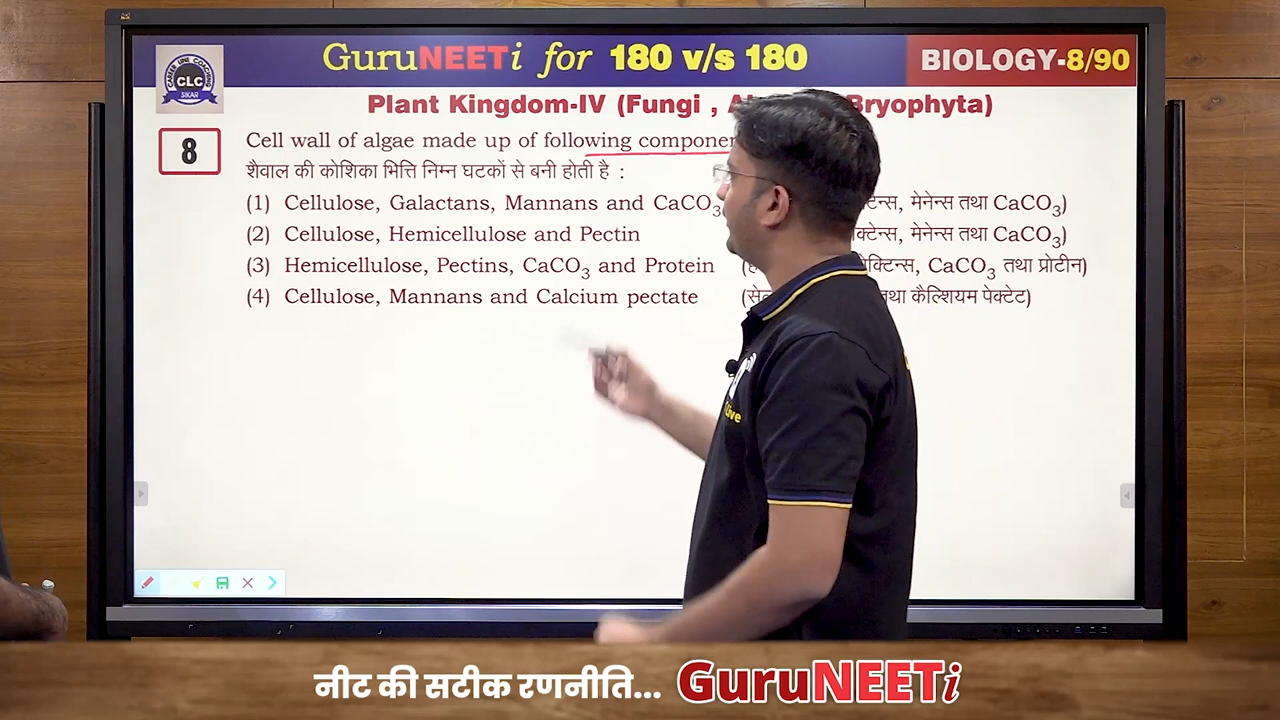 GuruNEETi for 180 v/s 180
BIOLOGY-8/90
CLC
SIKAR
Plant Kingdom-IV (Fungi , Bryophyta)
8
Cell wall of algae made up of following
शैवाल की कोशिका भित्ति निम्न घटकों से बनी होती है :
(1) Cellulose, Galactans, Mannans and CaCO₃ मेनेन्स तथा CaCO₃)
(2) Cellulose, Hemicellulose and Pectin मेनेन्स तथा CaCO₃)
(3) Hemicellulose, Pectins, CaCO₃ and Protein CaCO₃ तथा प्रोटीन)
(4) Cellulose, Mannans and Calcium pectate तथा कैल्शियम पेक्टेट)
नीट की सटीक रणनीति... GuruNEETi